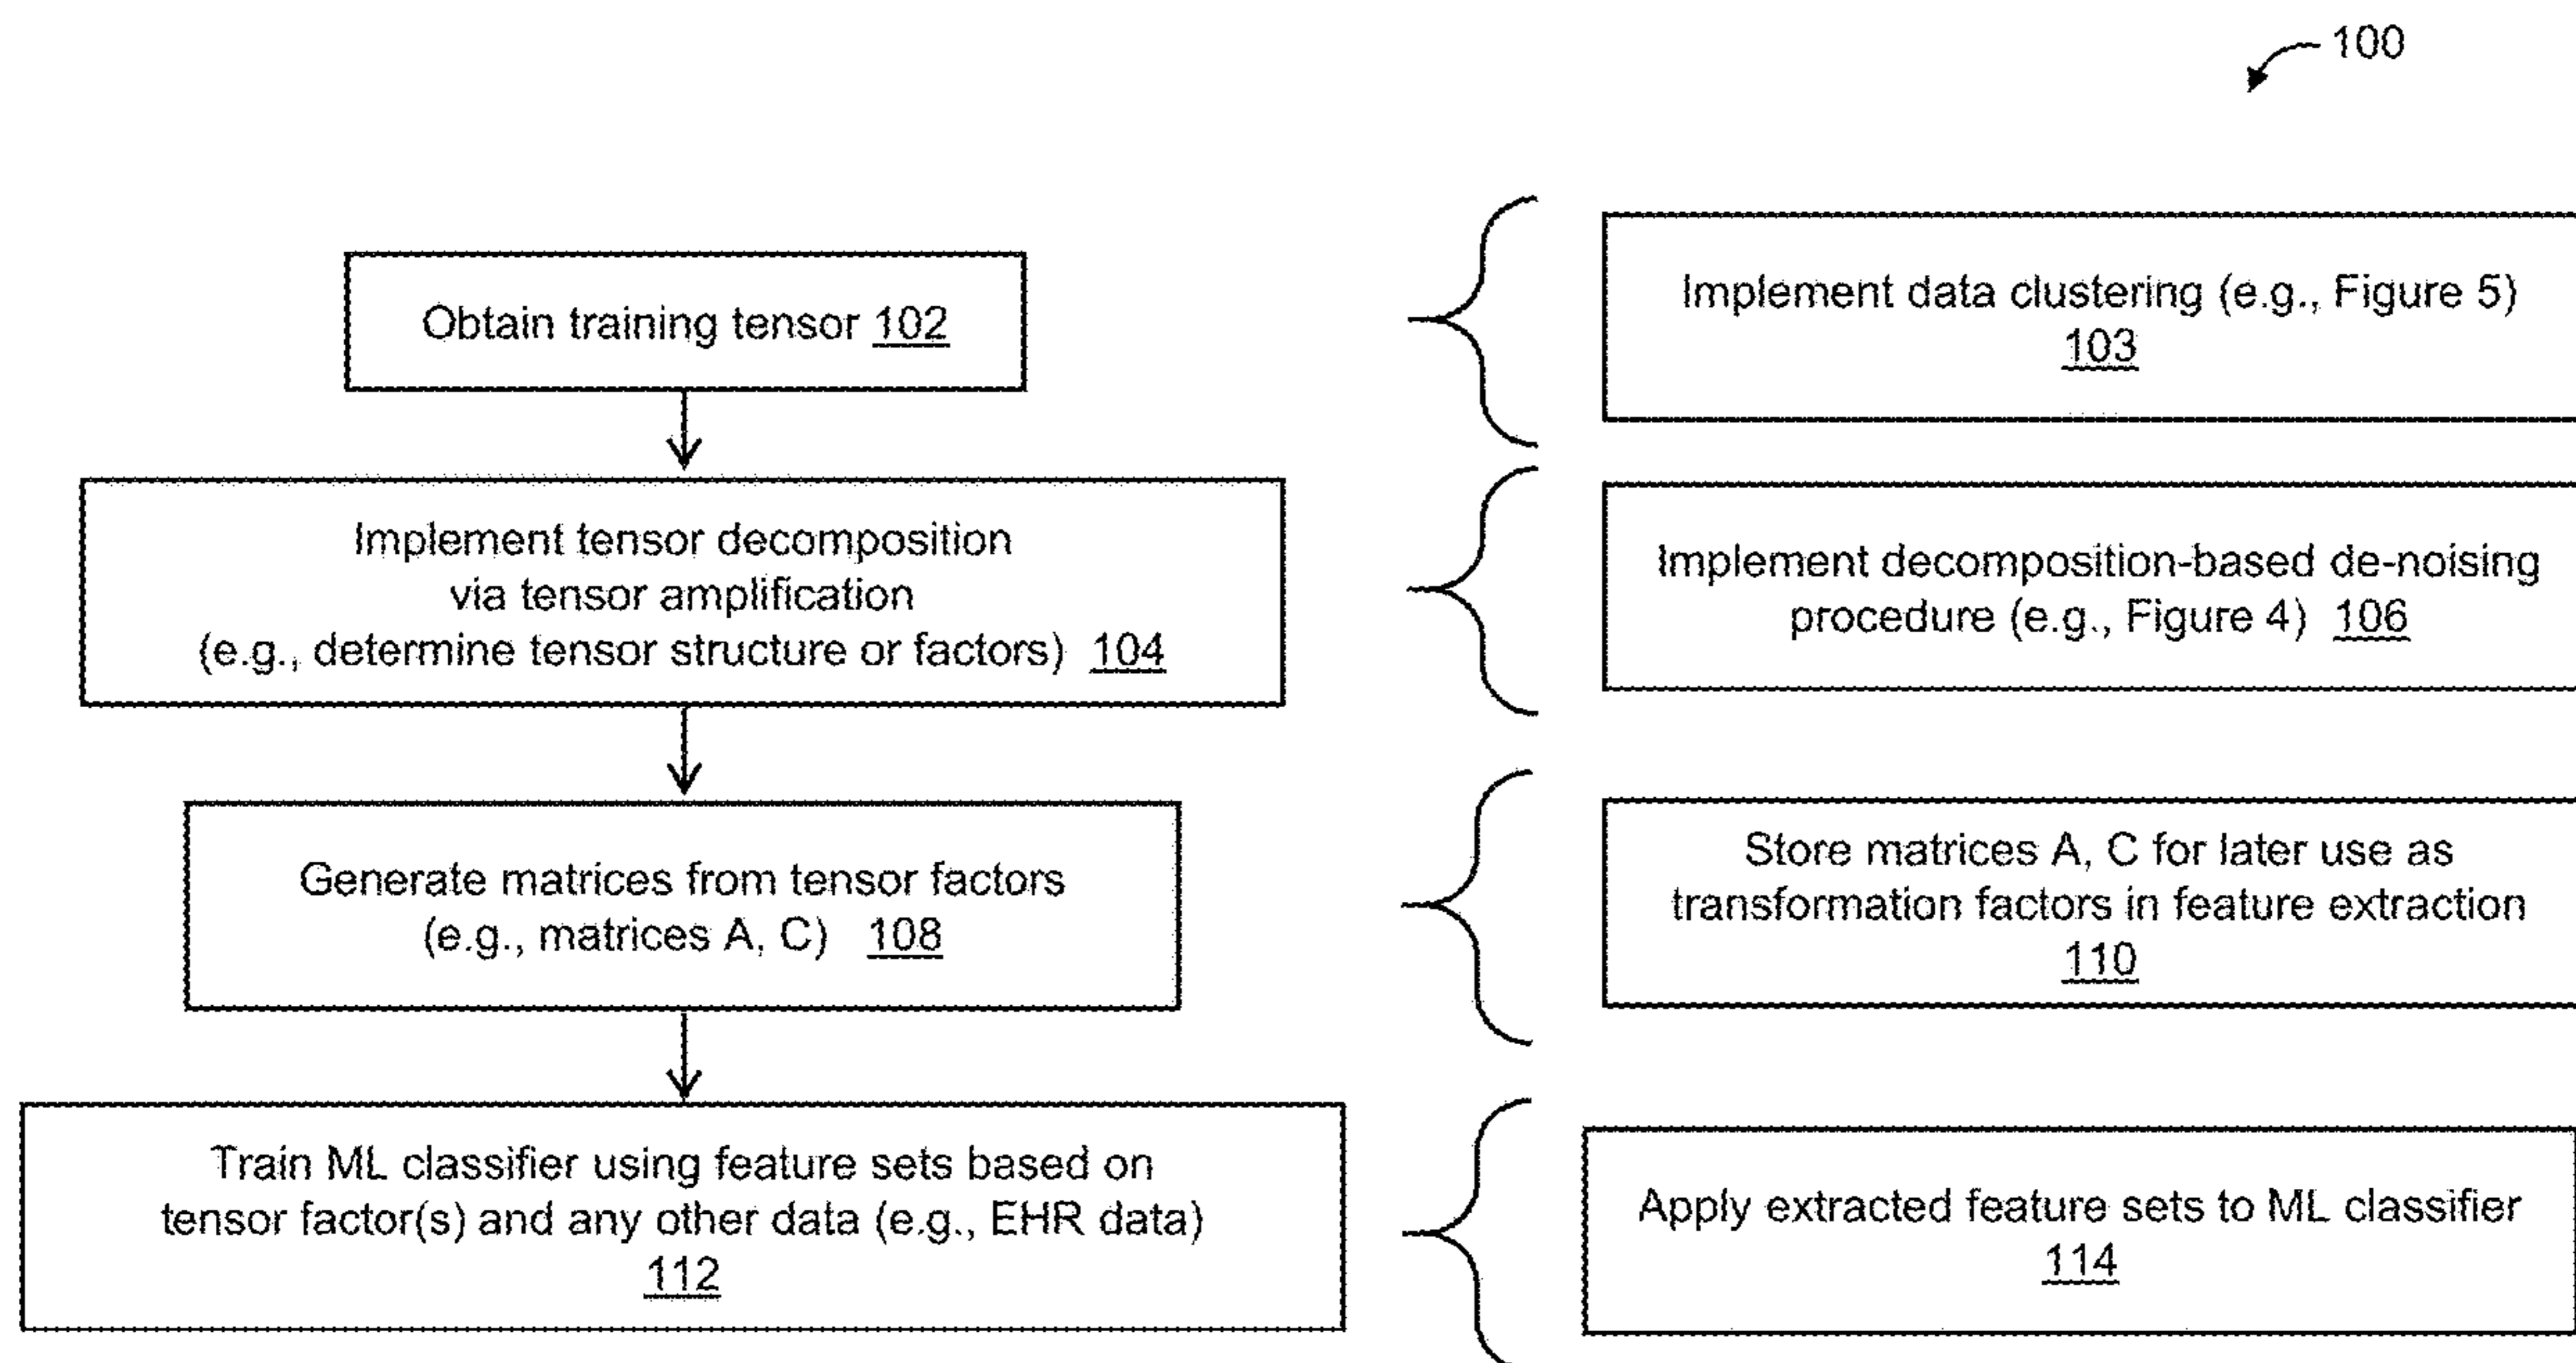 100
Obtain training tensor 102
Implement data clustering (e.g., Figure 5)
103
Implement tensor decomposition
via tensor amplification
(e.g., determine tensor structure or factors) 104
Implement decomposition-based de-noising
procedure (e.g., Figure 4) 106
Generate matrices from tensor factors
(e.g., matrices A, C) 108
Store matrices A, C for later use as
transformation factors in feature extraction
110
Train ML classifier using feature sets based on
tensor factor(s) and any other data (e.g., EHR data)
112
Apply extracted feature sets to ML classifier
114